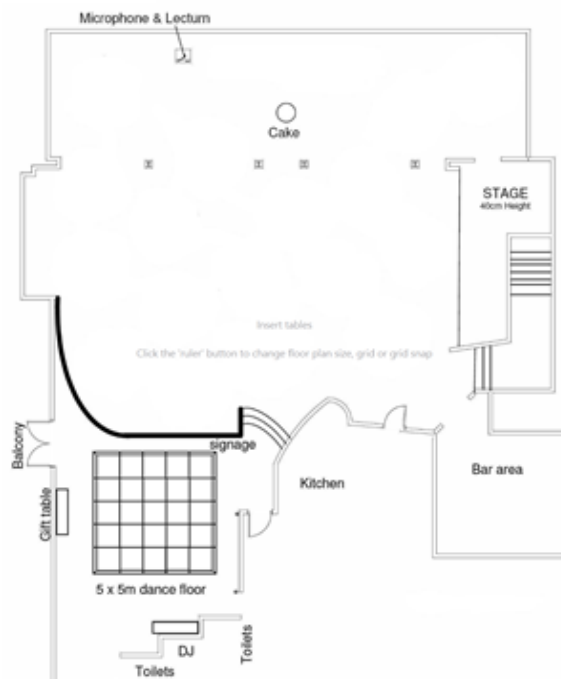 Microphone & Lecturn
Cake
STAGE
40cm Height
Insert tables
Click the 'ruler' button to change floor plan size, grid or grid snap
signage
Balcony
Kitchen
Bar area
Gift table
5 x 5m dance floor
DJ
Toilets
Toilets